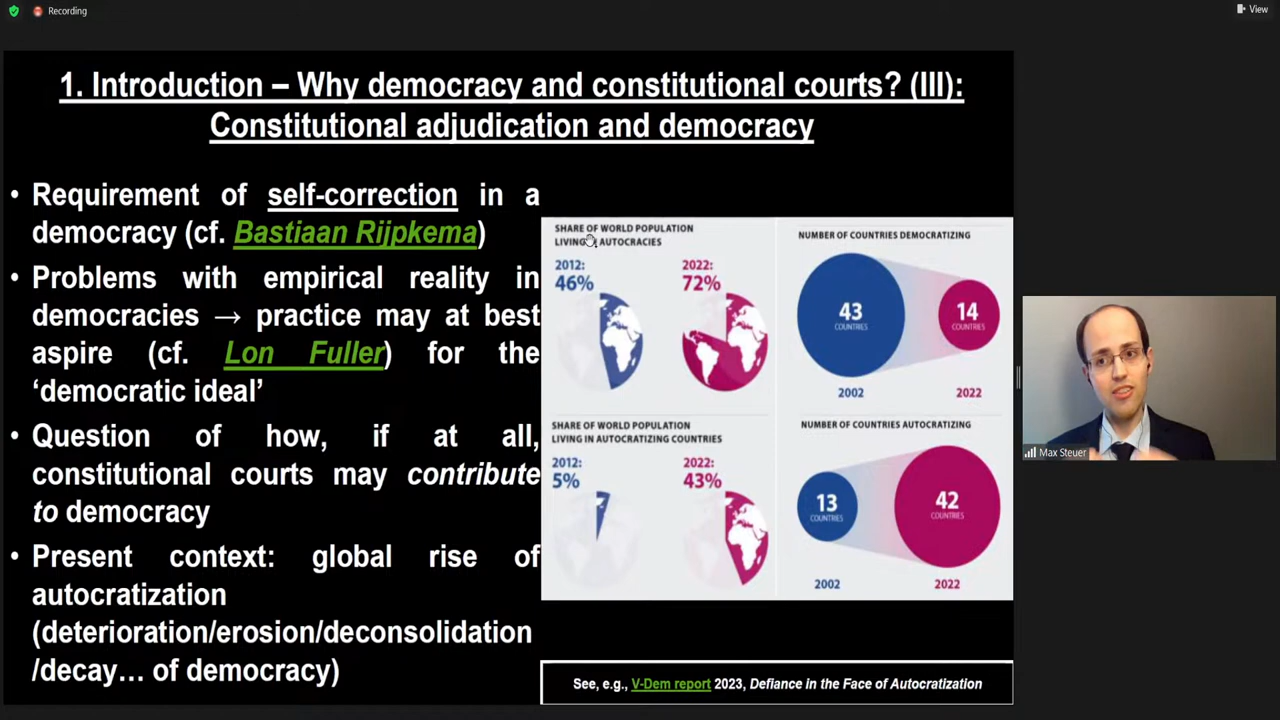 Recording
View
1. Introduction – Why democracy and constitutional courts? (III):
Constitutional adjudication and democracy
• Requirement of self-correction in a
democracy (cf. Bastiaan Rijpkema)
• Problems with empirical reality in
democracies → practice may at best
aspire (cf. Lon Fuller) for the
‘democratic ideal’
• Question of how, if at all,
constitutional courts may contribute
to democracy
• Present context: global rise of
autocratization
(deterioration/erosion/deconsolidation
/decay… of democracy)
SHARE OF WORLD POPULATION
LIVING IN AUTOCRACIES
2012:
46%
2022:
72%
NUMBER OF COUNTRIES DEMOCRATIZING
43
COUNTRIES
14
COUNTRIES
2002
2022
SHARE OF WORLD POPULATION
LIVING IN AUTOCRATIZING COUNTRIES
2012:
5%
2022:
43%
NUMBER OF COUNTRIES AUTOCRATIZING
13
COUNTRIES
42
COUNTRIES
2002
2022
See, e.g., V-Dem report 2023, Defiance in the Face of Autocratization
Max Steuer